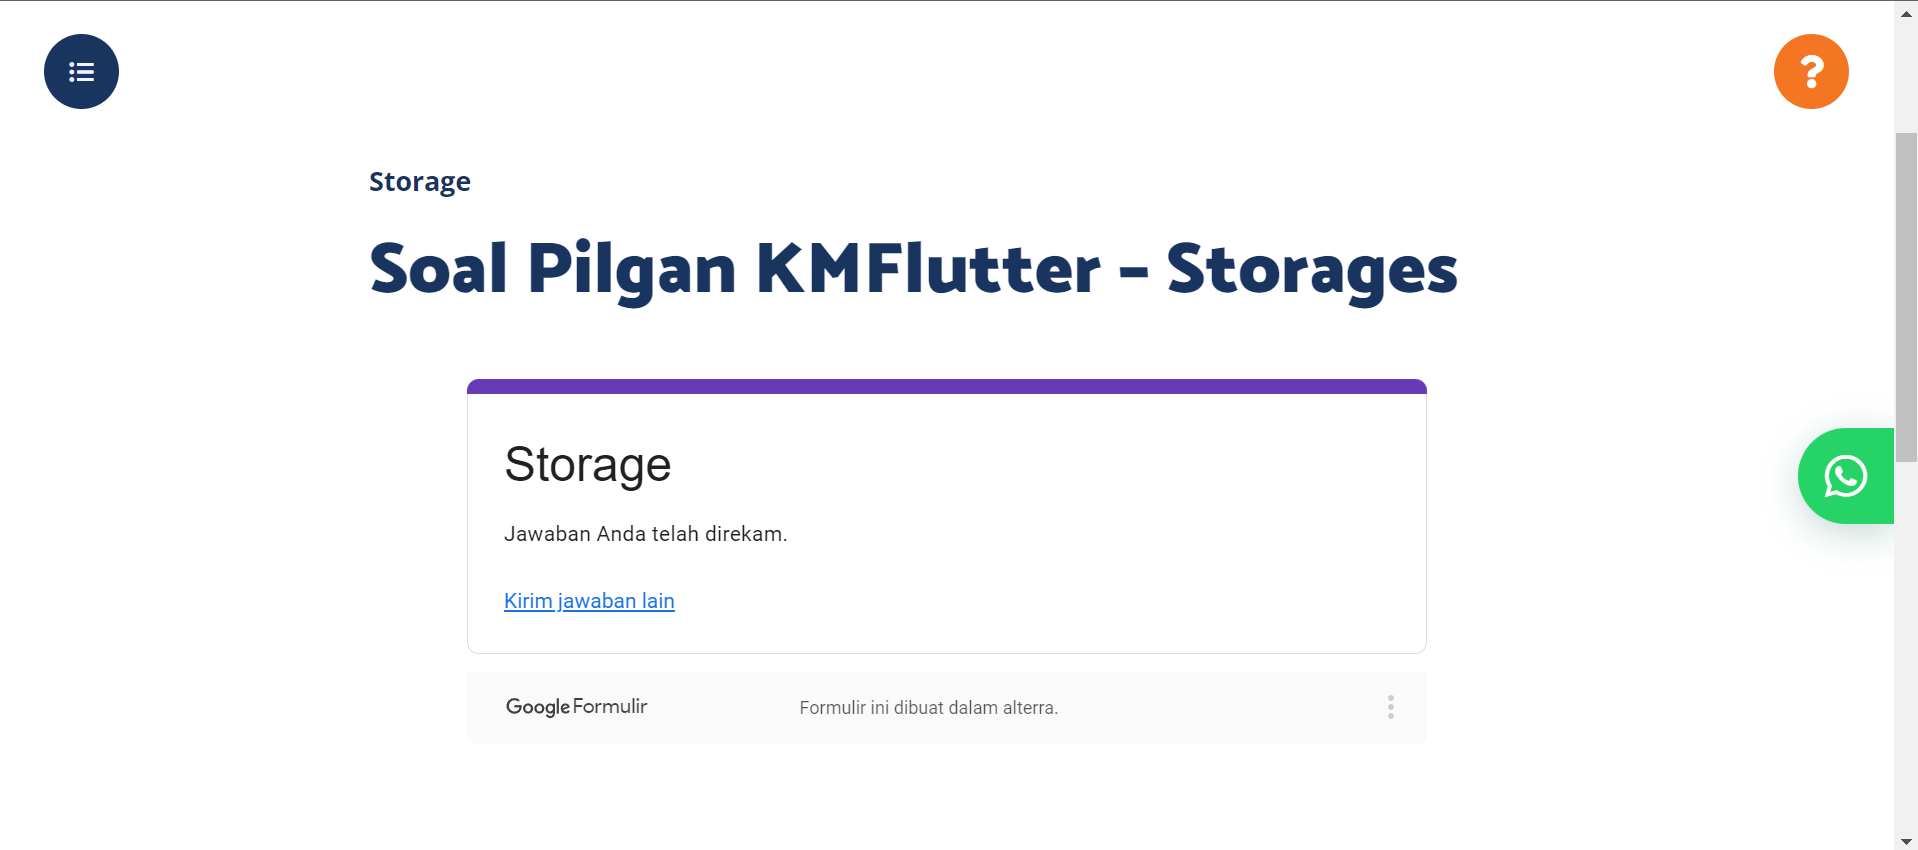 Storage
Soal Pilgan KMFlutter – Storages
Storage
Jawaban Anda telah direkam.
Kirim jawaban lain
Google Formulir
Formulir ini dibuat dalam alterra.